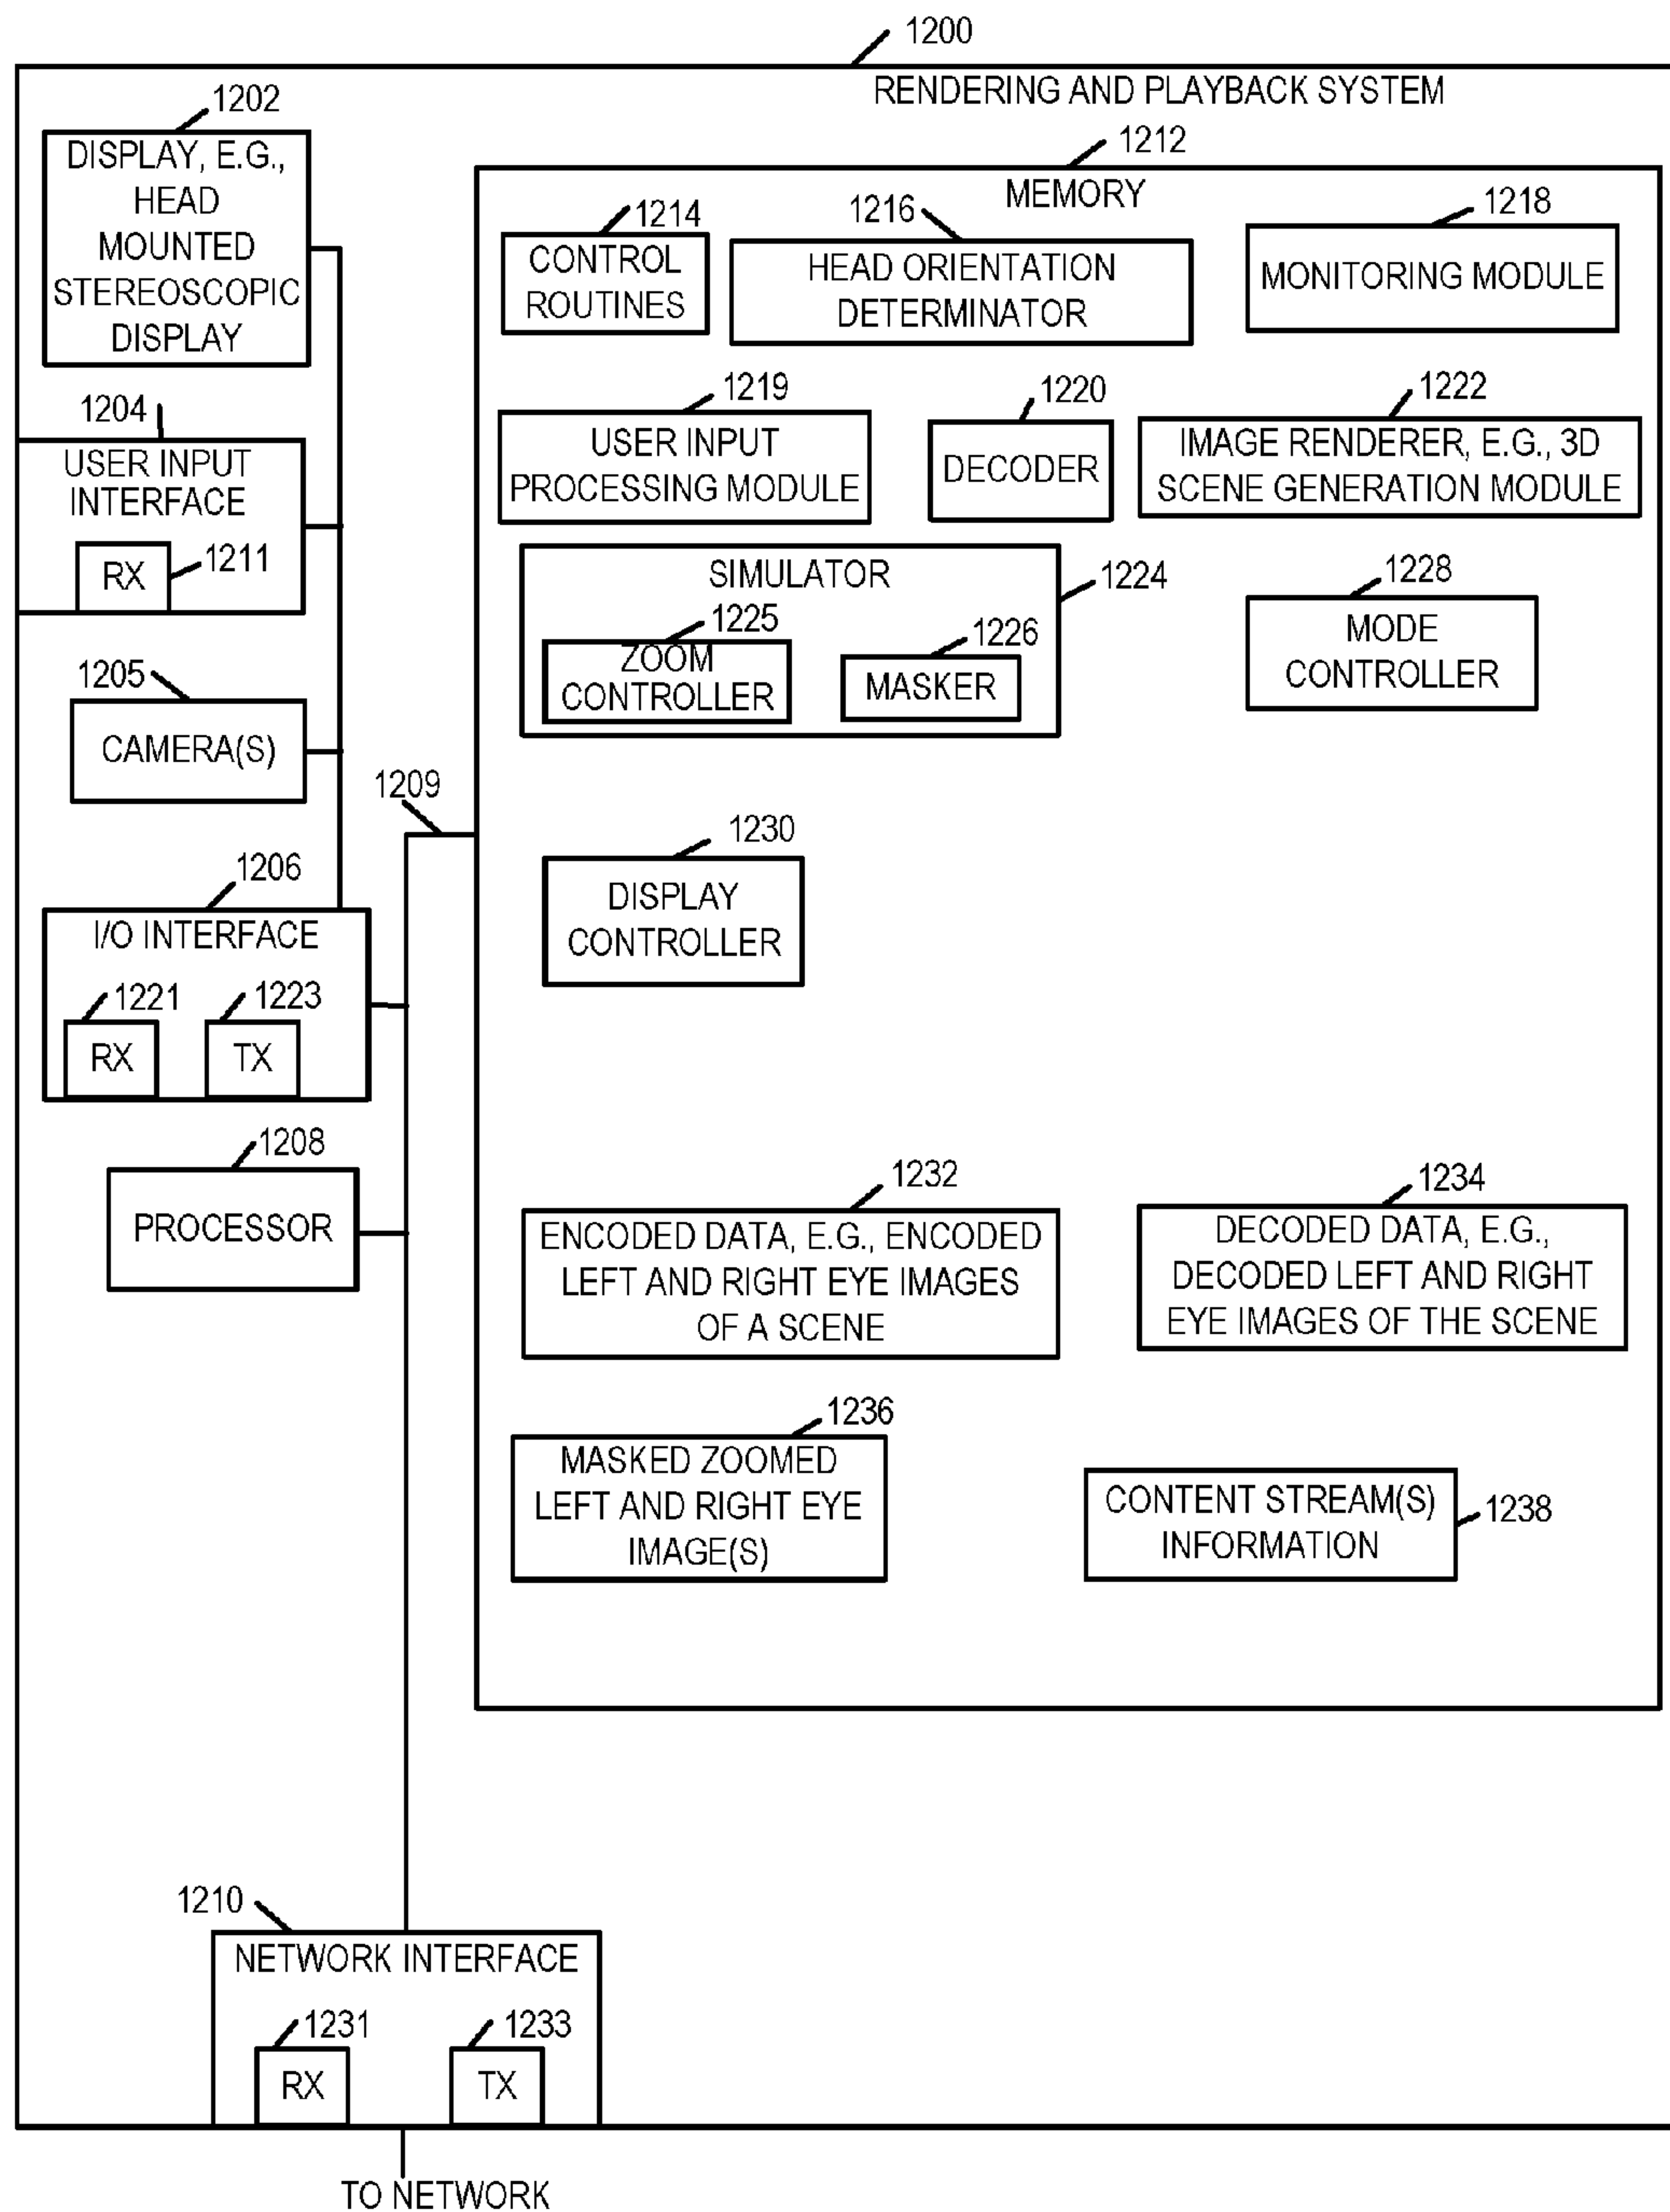 1200
RENDERING AND PLAYBACK SYSTEM
1202
DISPLAY, E.G.,
HEAD
MOUNTED
STEREOSCOPIC
DISPLAY
1204
USER INPUT
INTERFACE
RX
1211
1205
CAMERA(S)
1209
1206
I/O INTERFACE
1221
RX
1223
TX
1208
PROCESSOR
1212
MEMORY
1214
CONTROL
ROUTINES
1216
HEAD ORIENTATION
DETERMINATOR
1218
MONITORING MODULE
1219
USER INPUT
PROCESSING MODULE
1220
DECODER
1222
IMAGE RENDERER, E.G., 3D
SCENE GENERATION MODULE
SIMULATOR
1224
1225
ZOOM
CONTROLLER
1226
MASKER
1228
MODE
CONTROLLER
1230
DISPLAY
CONTROLLER
1232
ENCODED DATA, E.G., ENCODED
LEFT AND RIGHT EYE IMAGES
OF A SCENE
1234
DECODED DATA, E.G.,
DECODED LEFT AND RIGHT
EYE IMAGES OF THE SCENE
1236
MASKED ZOOMED
LEFT AND RIGHT EYE
IMAGE(S)
CONTENT STREAM(S)
INFORMATION
1238
1210
NETWORK INTERFACE
1231
RX
1233
TX
TO NETWORK